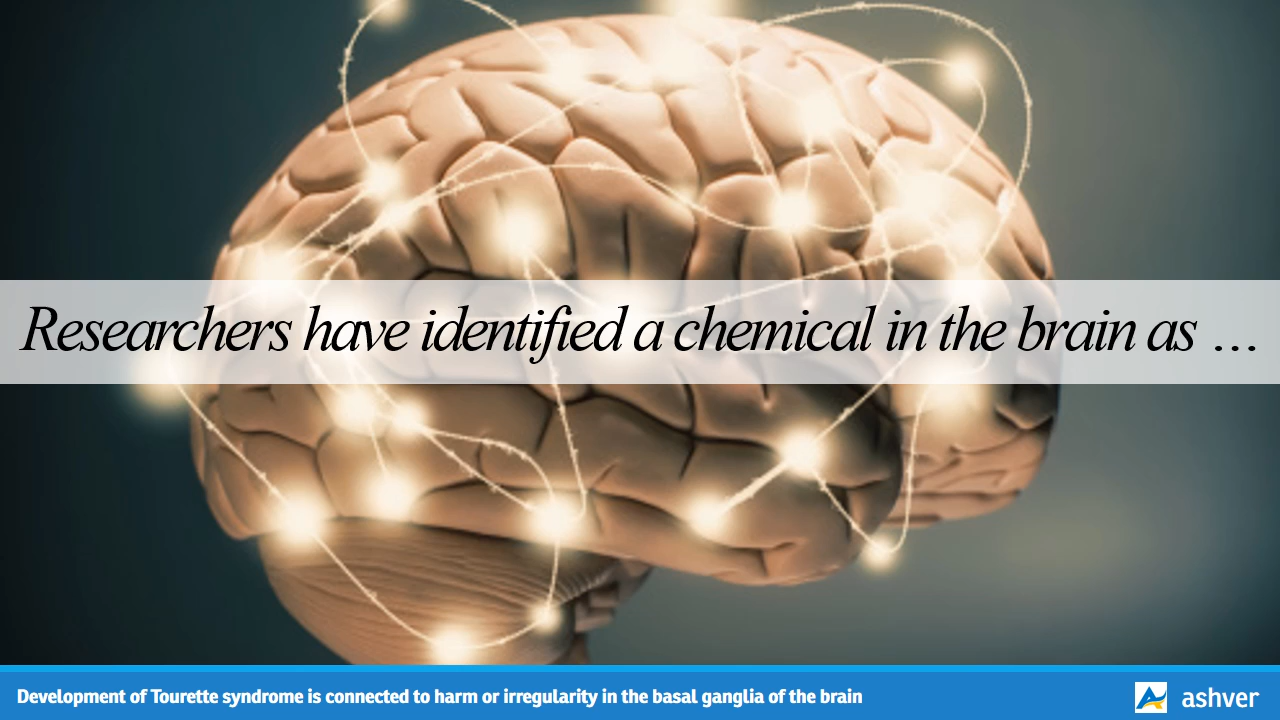 Researchers have identified a chemical in the brain as …
Development of Tourette syndrome is connected to harm or irregularity in the basal ganglia of the brain
ashver